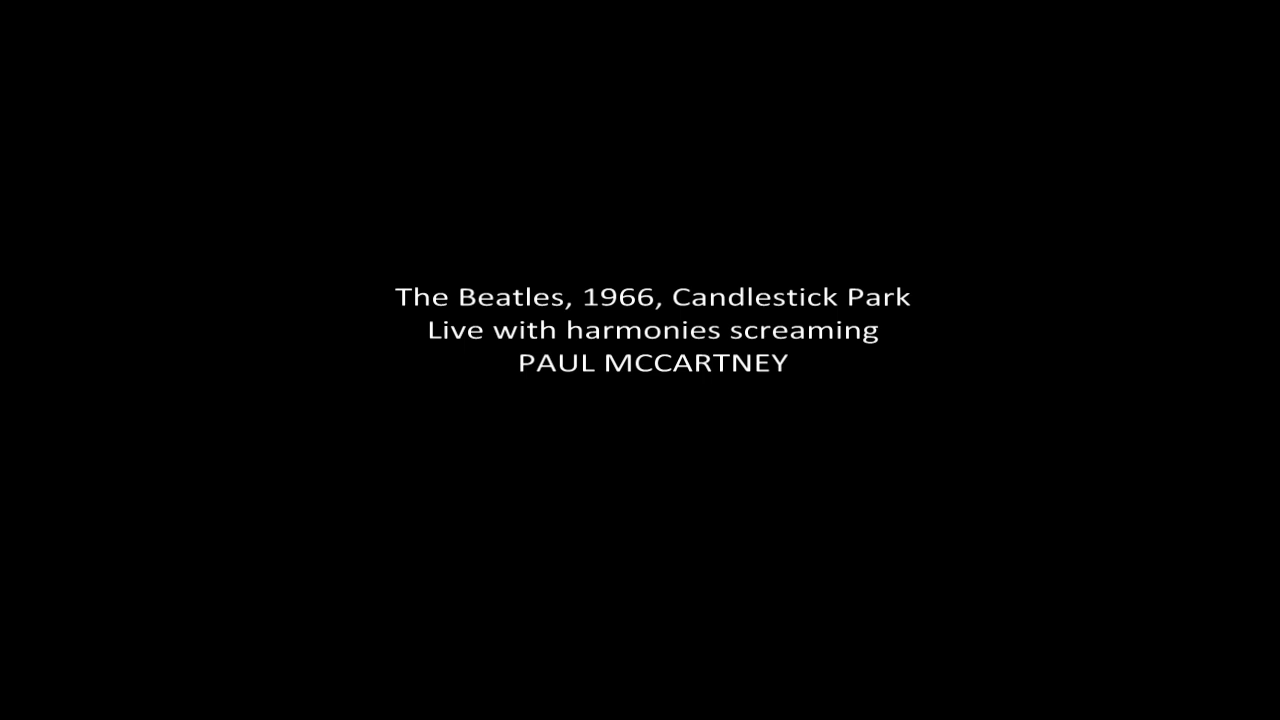 The Beatles, 1966, Candlestick Park
Live with harmonies screaming
PAUL MCCARTNEY